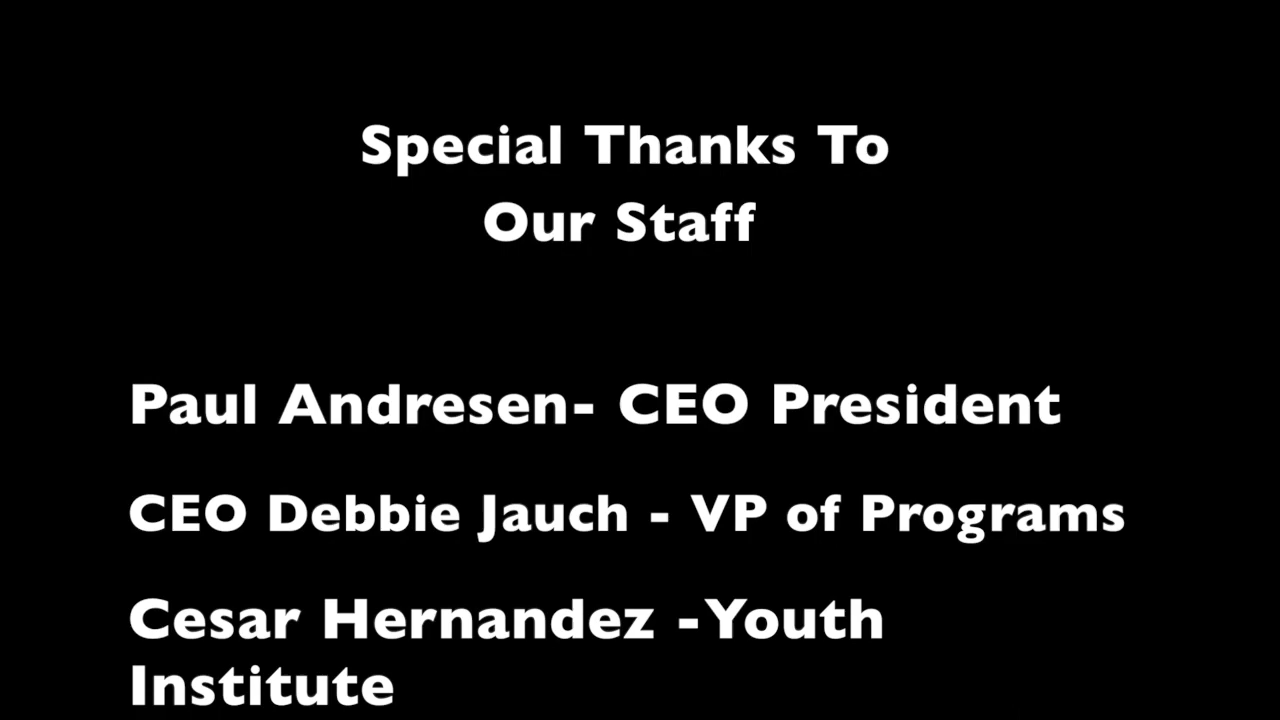 Special Thanks To
Our Staff
Paul Andresen- CEO President
CEO Debbie Jauch - VP of Programs
Cesar Hernandez -Youth
Institute